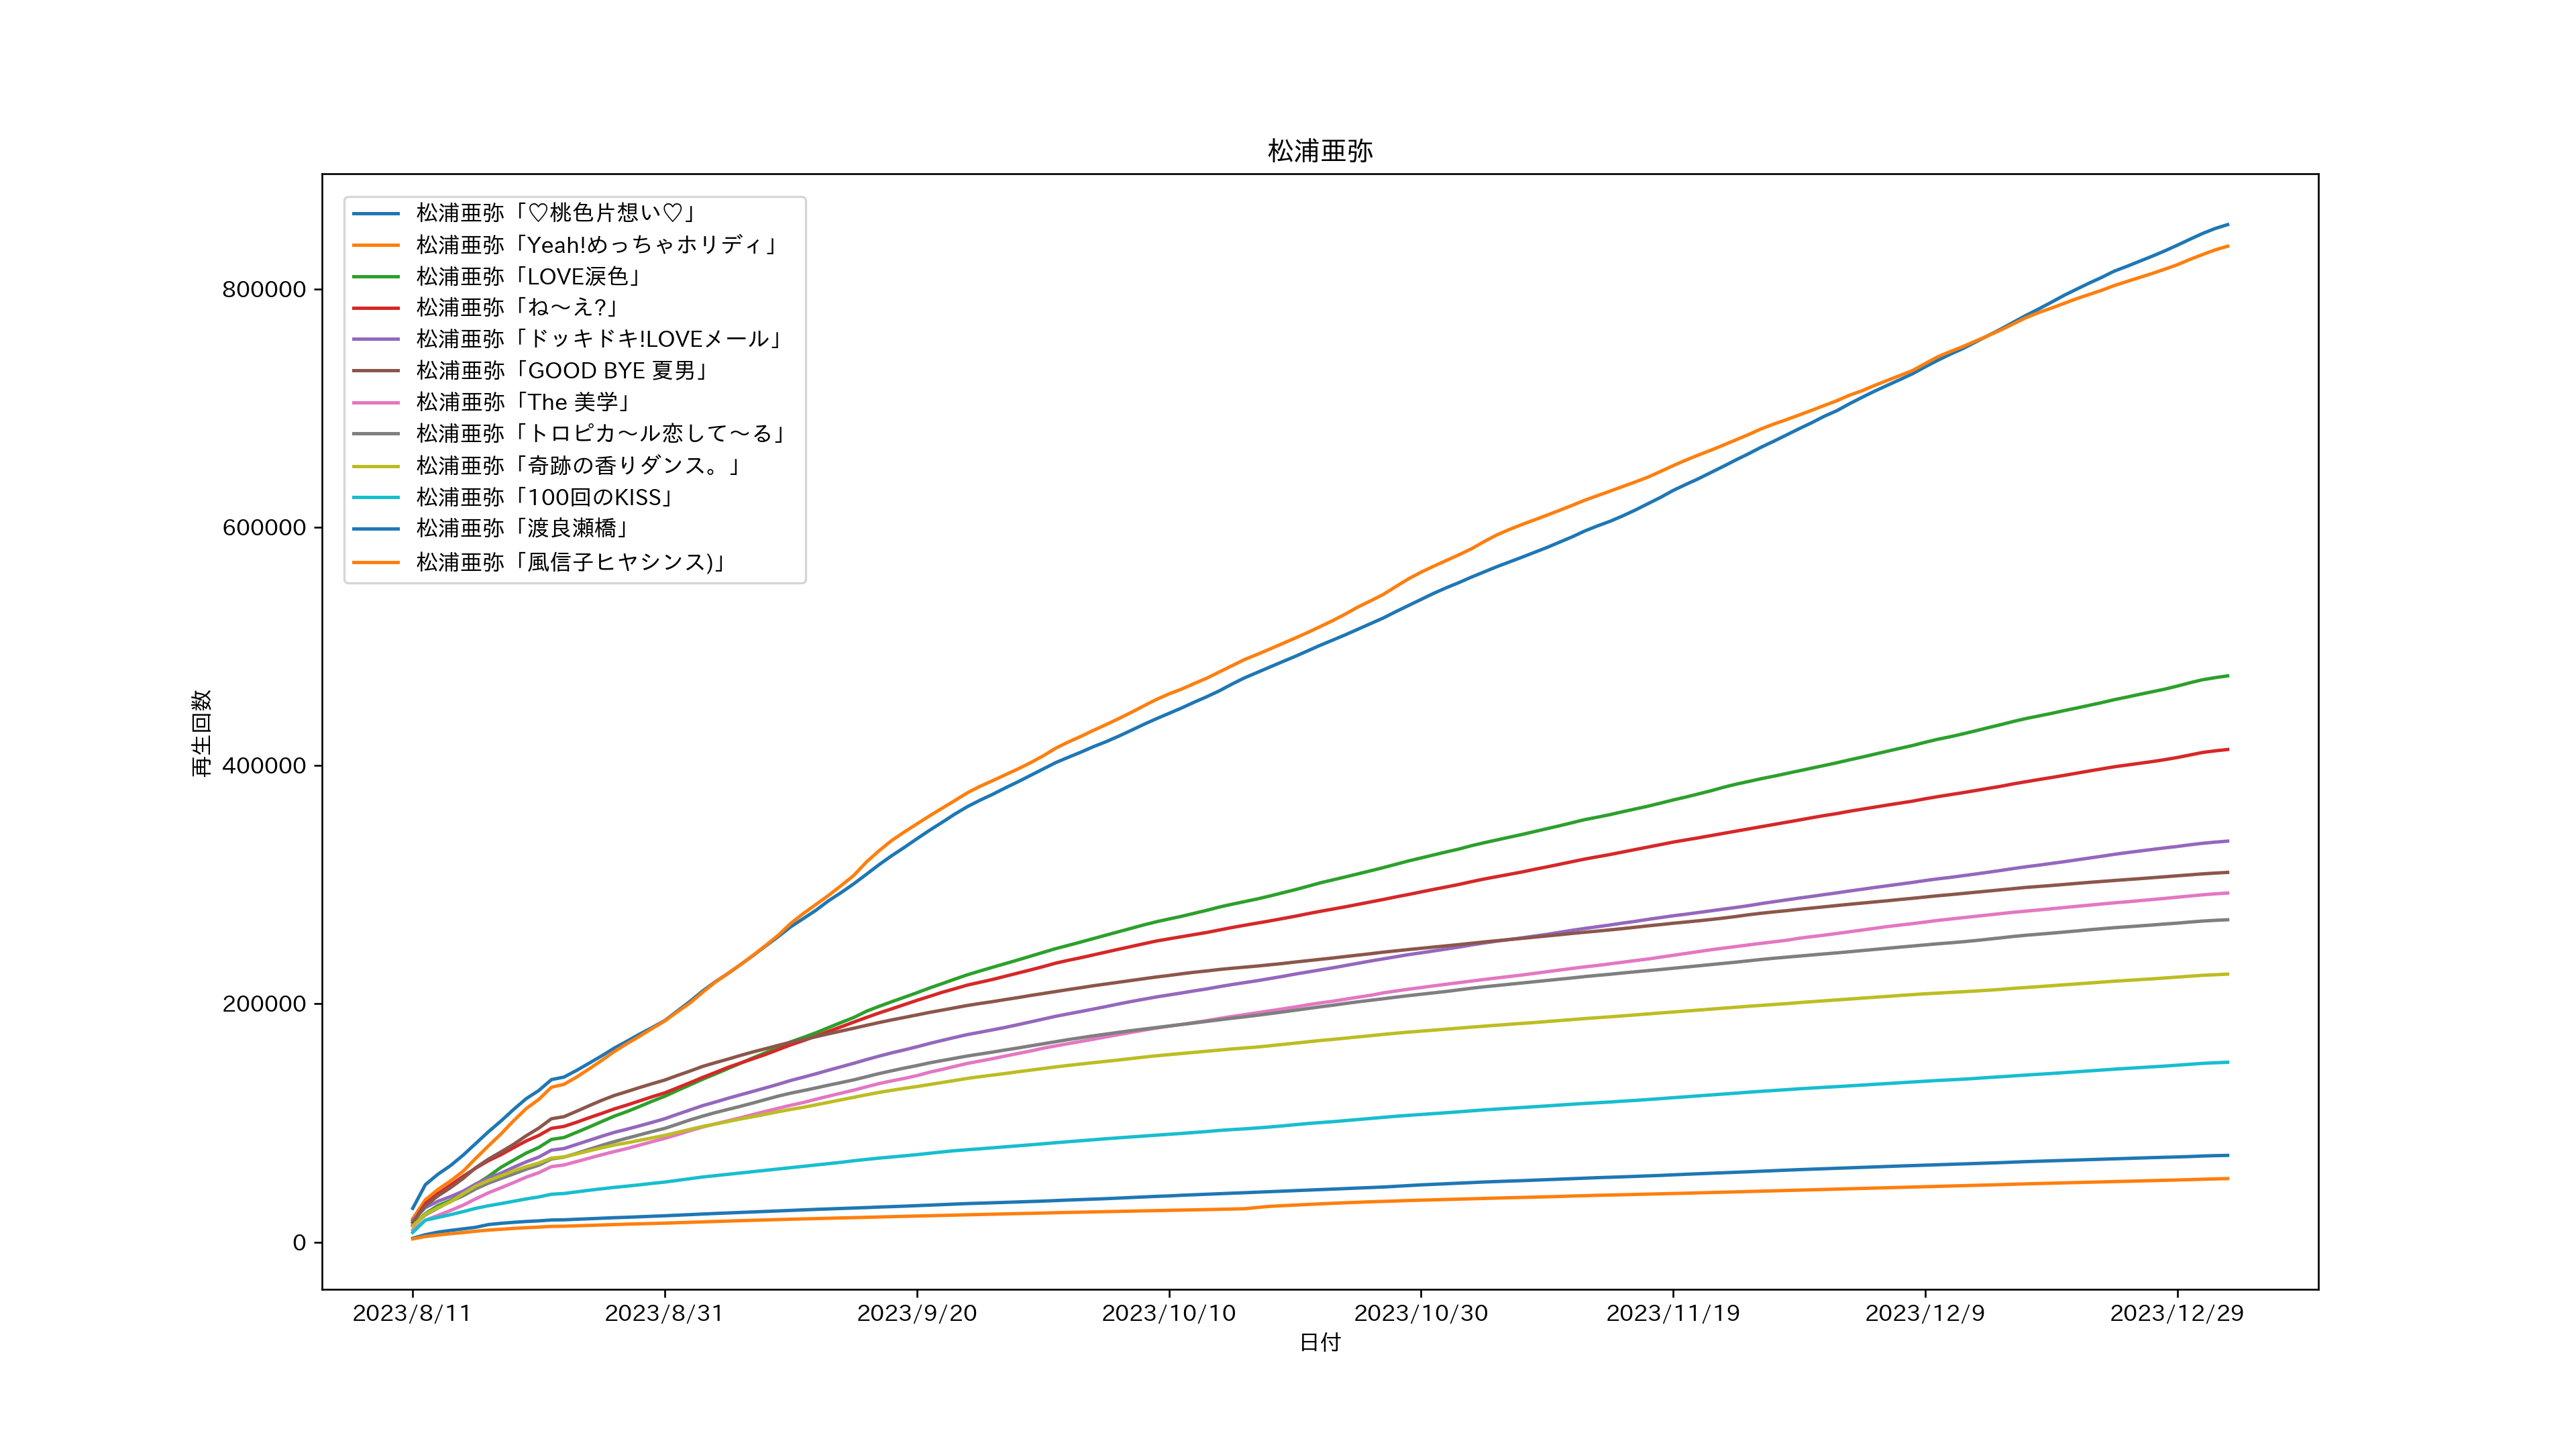 松浦亜弥
松浦亜弥「♡桃色片想い♡」
松浦亜弥「Yeah!めっちゃホリディ」
松浦亜弥「LOVE涙色」
松浦亜弥「ね～え?」
松浦亜弥「ドッキドキ!LOVEメール」
松浦亜弥「GOOD BYE 夏男」
松浦亜弥「The 美学」
松浦亜弥「トロピカ～ル恋して～る」
松浦亜弥「奇跡の香りダンス。」
松浦亜弥「100回のKISS」
松浦亜弥「渡良瀬橋」
松浦亜弥「風信子ヒヤシンス)」
800000
600000
400000
200000
0
再生回数
2023/8/11 2023/8/31 2023/9/20 2023/10/10 2023/10/30 2023/11/19 2023/12/9 2023/12/29
日付